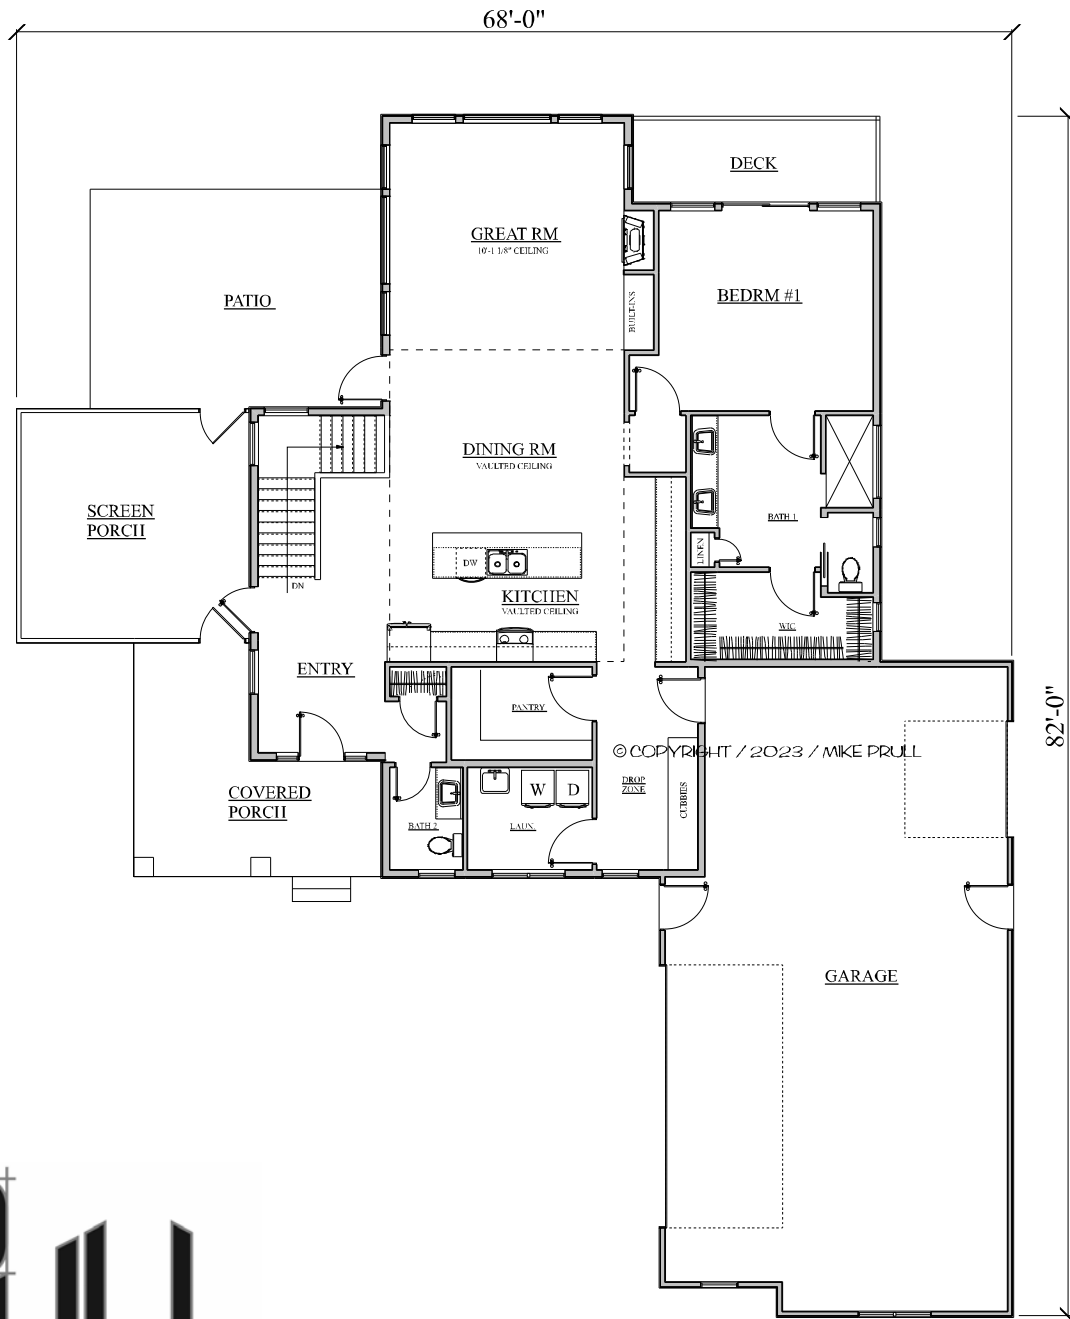 68'-0"
DECK
GREAT RM
10'-1 1/8" CEILING
BEDRM #1
PATIO
BUILT-INS
DINING RM
VAULTED CEILING
SCREEN
PORCH
BATH 1
LINEN
DW
DN
KITCHEN
VAULTED CEILING
WIC
ENTRY
PANTRY
82'-0"
© COPYRIGHT / 2023 / MIKE PRULL
DROP
ZONE
CUBBIES
W D
COVERED
PORCH
BATH 2
LAUN.
GARAGE